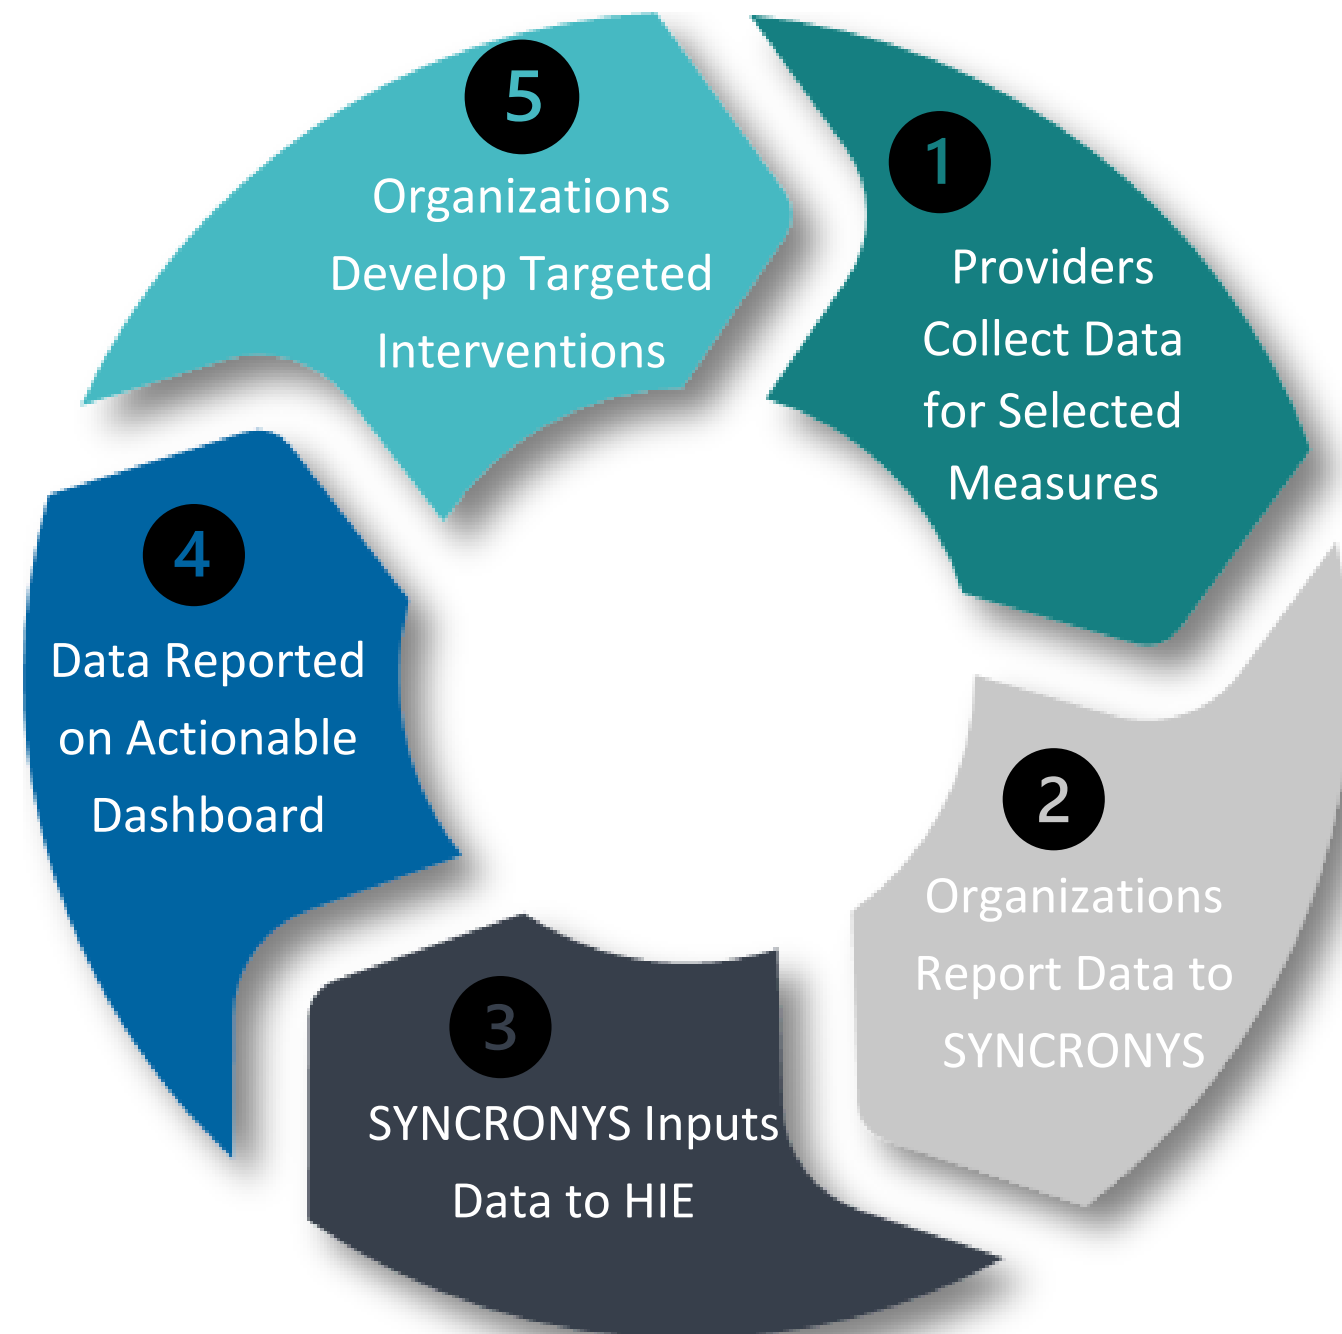 1
Providers
Collect Data
for Selected
Measures
2
Organizations
Report Data to
SYNCRONYS
3
SYNCRONYS Inputs
Data to HIE
4
Data Reported
on Actionable
Dashboard
5
Organizations
Develop Targeted
Interventions